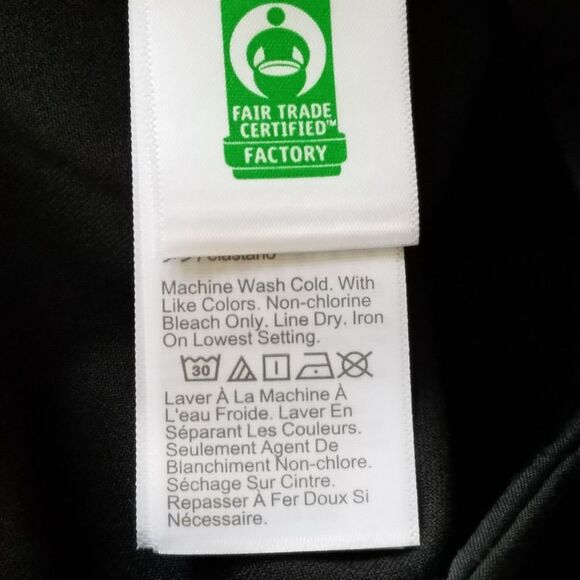 FAIR TRADE
CERTIFIED™
FACTORY
Machine Wash Cold. With
Like Colors. Non-chlorine
Bleach Only. Line Dry. Iron
On Lowest Setting.
30
Laver À La Machine À
L'eau Froide. Laver En
Séparant Les Couleurs.
Seulement Agent De
Blanchiment Non-chlore.
Séchage Sur Cintre.
Repasser À Fer Doux Si
Nécessaire.